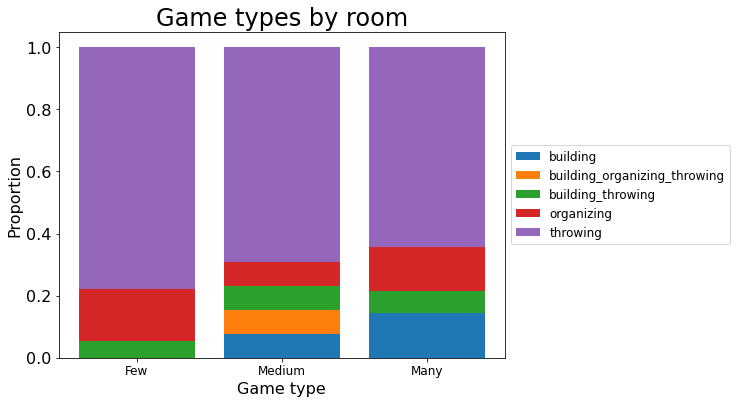 Game types by room
1.0
0.8
0.6
0.4
0.2
0.0
Proportion
Few
Medium
Many
Game type
building
building_organizing_throwing
building_throwing
organizing
throwing